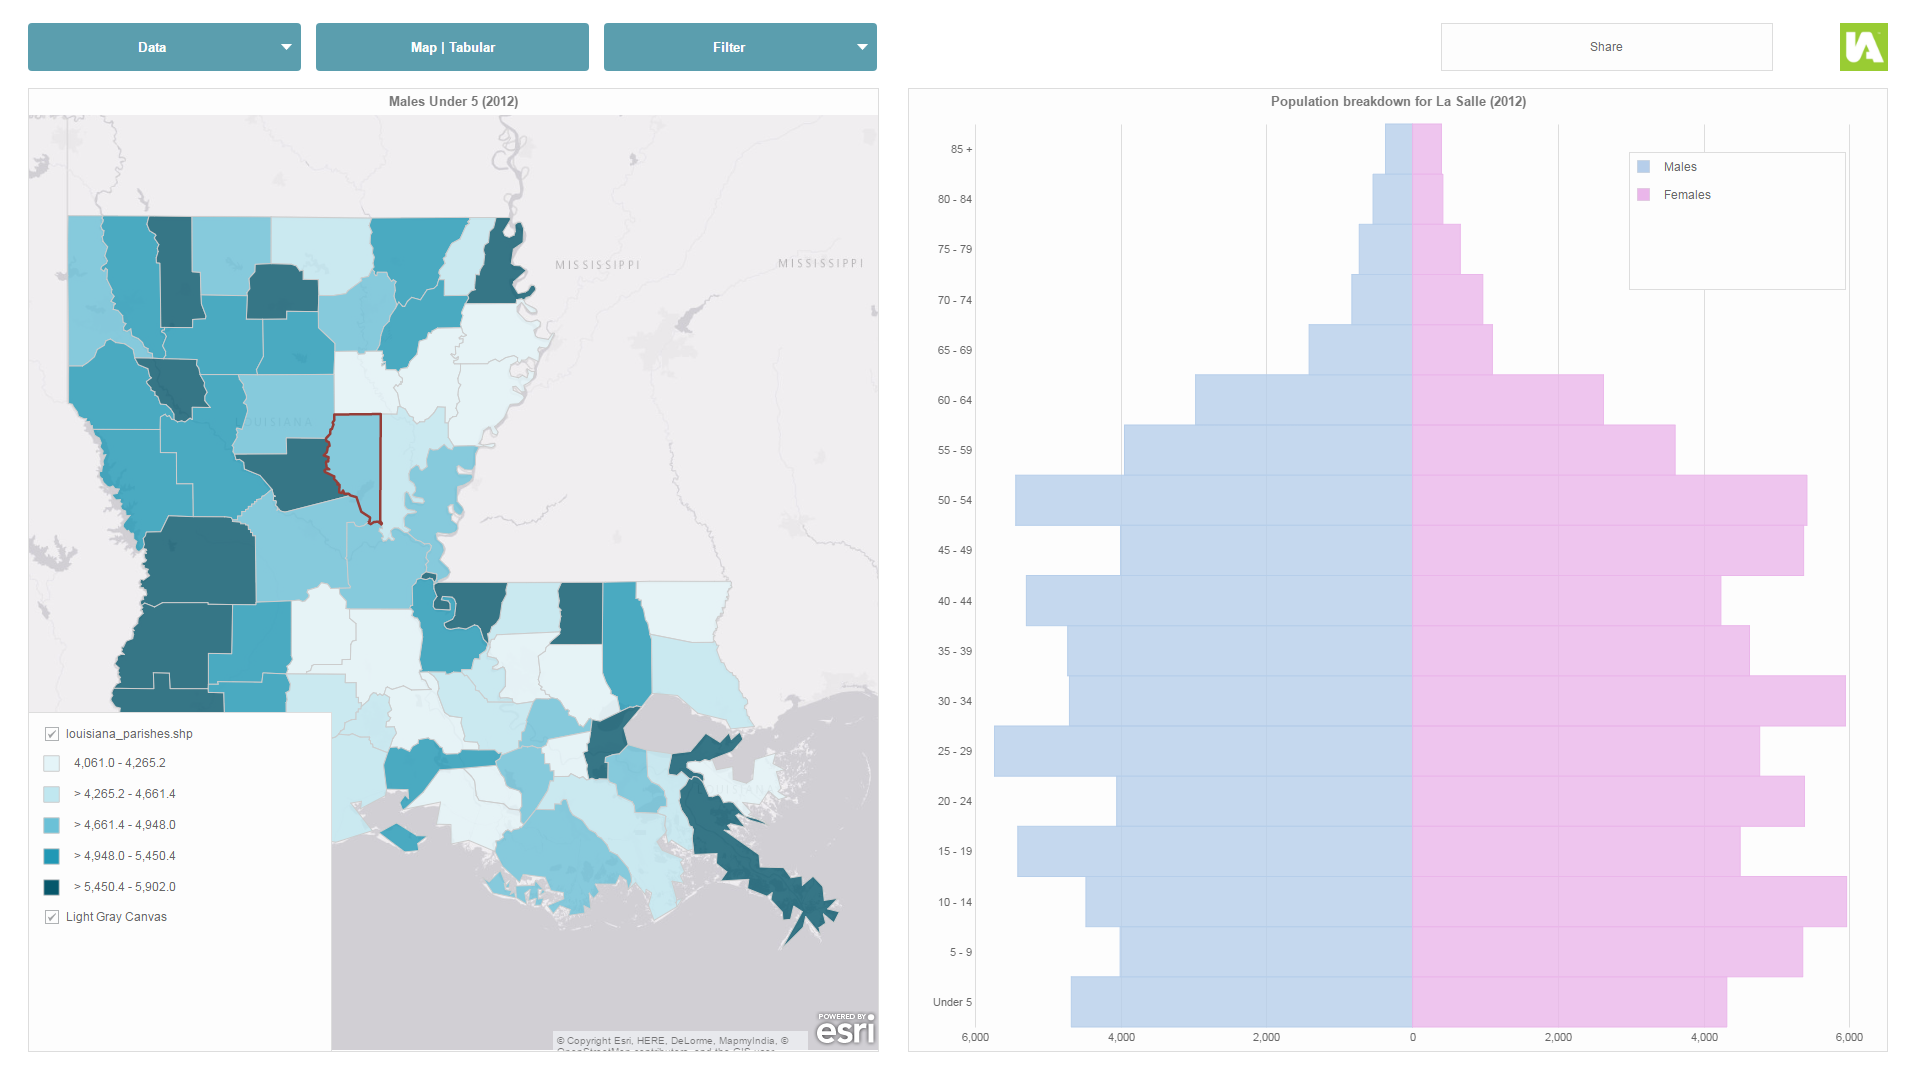 Data
Map | Tabular
Filter
Share
Males Under 5 (2012)
MISSISSIPPI
MISSISSIPPI
louisiana_parishes.shp
4,061.0 - 4,265.2
> 4,265.2 - 4,661.4
> 4,661.4 - 4,948.0
> 4,948.0 - 5,450.4
> 5,450.4 - 5,902.0
Light Gray Canvas
POWERED BY
esri
© Copyright Esri, HERE, DeLorme, MapmyIndia, ©
Population breakdown for La Salle (2012)
Males
Females
85 +
80 - 84
75 - 79
70 - 74
65 - 69
60 - 64
55 - 59
50 - 54
45 - 49
40 - 44
35 - 39
30 - 34
25 - 29
20 - 24
15 - 19
10 - 14
5 - 9
Under 5
6,000 4,000 2,000 0 2,000 4,000 6,000